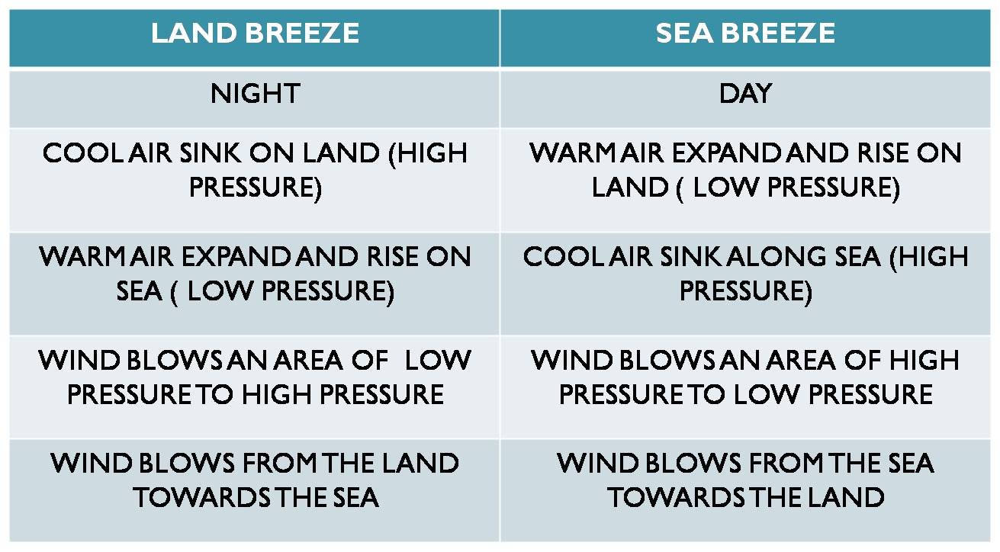 LAND BREEZE
SEA BREEZE
NIGHT
DAY
COOL AIR SINK ON LAND (HIGH
PRESSURE)
WARM AIR EXPAND AND RISE ON
LAND ( LOW PRESSURE)
WARM AIR EXPAND AND RISE ON
SEA ( LOW PRESSURE)
COOL AIR SINK ALONG SEA (HIGH
PRESSURE)
WIND BLOWS AN AREA OF LOW
PRESSURE TO HIGH PRESSURE
WIND BLOWS AN AREA OF HIGH
PRESSURE TO LOW PRESSURE
WIND BLOWS FROM THE LAND
TOWARDS THE SEA
WIND BLOWS FROM THE SEA
TOWARDS THE LAND